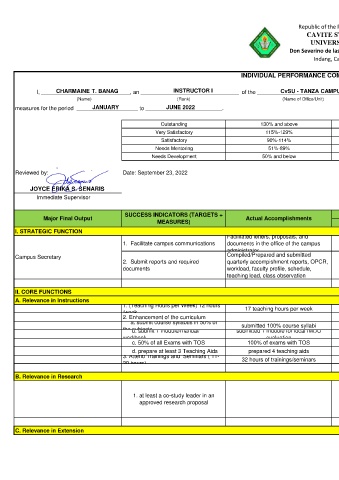 Republic of the
CAVITE S
UNIVERS
Don Severino de las
Indang, Ca
INDIVIDUAL PERFORMANCE COM
I, CHARMAINE T. BANAG, an INSTRUCTOR I of the CvSU - TANZA CAMPU
(Name) (Rank) (Name of Office/Unit)
measures for the period JANUARY to JUNE 2022.
Outstanding 130% and above
Very Satisfactory 115%-129%
Satisfactory 90%-114%
Needs Mentoring 51%-89%
Needs Development 50% and below
Reviewed by: Date: September 23, 2022
JOYCE ERIKA S. SENARIS
Immediate Supervisor
Major Final Output SUCCESS INDICATORS (TARGETS + MEASURES) Actual Accomplishments
I. STRATEGIC FUNCTION
Campus Secretary
1. Facilitate campus communications
Facilitated letters, proposals, and
documents in the office of the campus
administrator
2. Submit reports and required
documents
Compiled/Prepared and submitted
quarterly accomplishment reports, OPCR,
workload, faculty profile, schedule,
teaching load, class observation
II. CORE FUNCTIONS
A. Relevance in Instructions
1. (Teaching Hours per Week) 12 hours
17 teaching hours per week
2. Enhancement of the curriculum
a. submit course syllabus in 50% of
submitted 100% course syllabi
b. submit 1 module/manual/
submitted 1 module for local IMRD
c. 50% of all Exams with TOS 100% of exams with TOS
d. prepare at least 3 Teaching Aids prepared 4 teaching aids
3. Attend Trainings and Seminars ( 11-
32 hours of trainings/seminars
B. Relevance in Research
1. at least a co-study leader in an
approved research proposal
C. Relevance in Extension